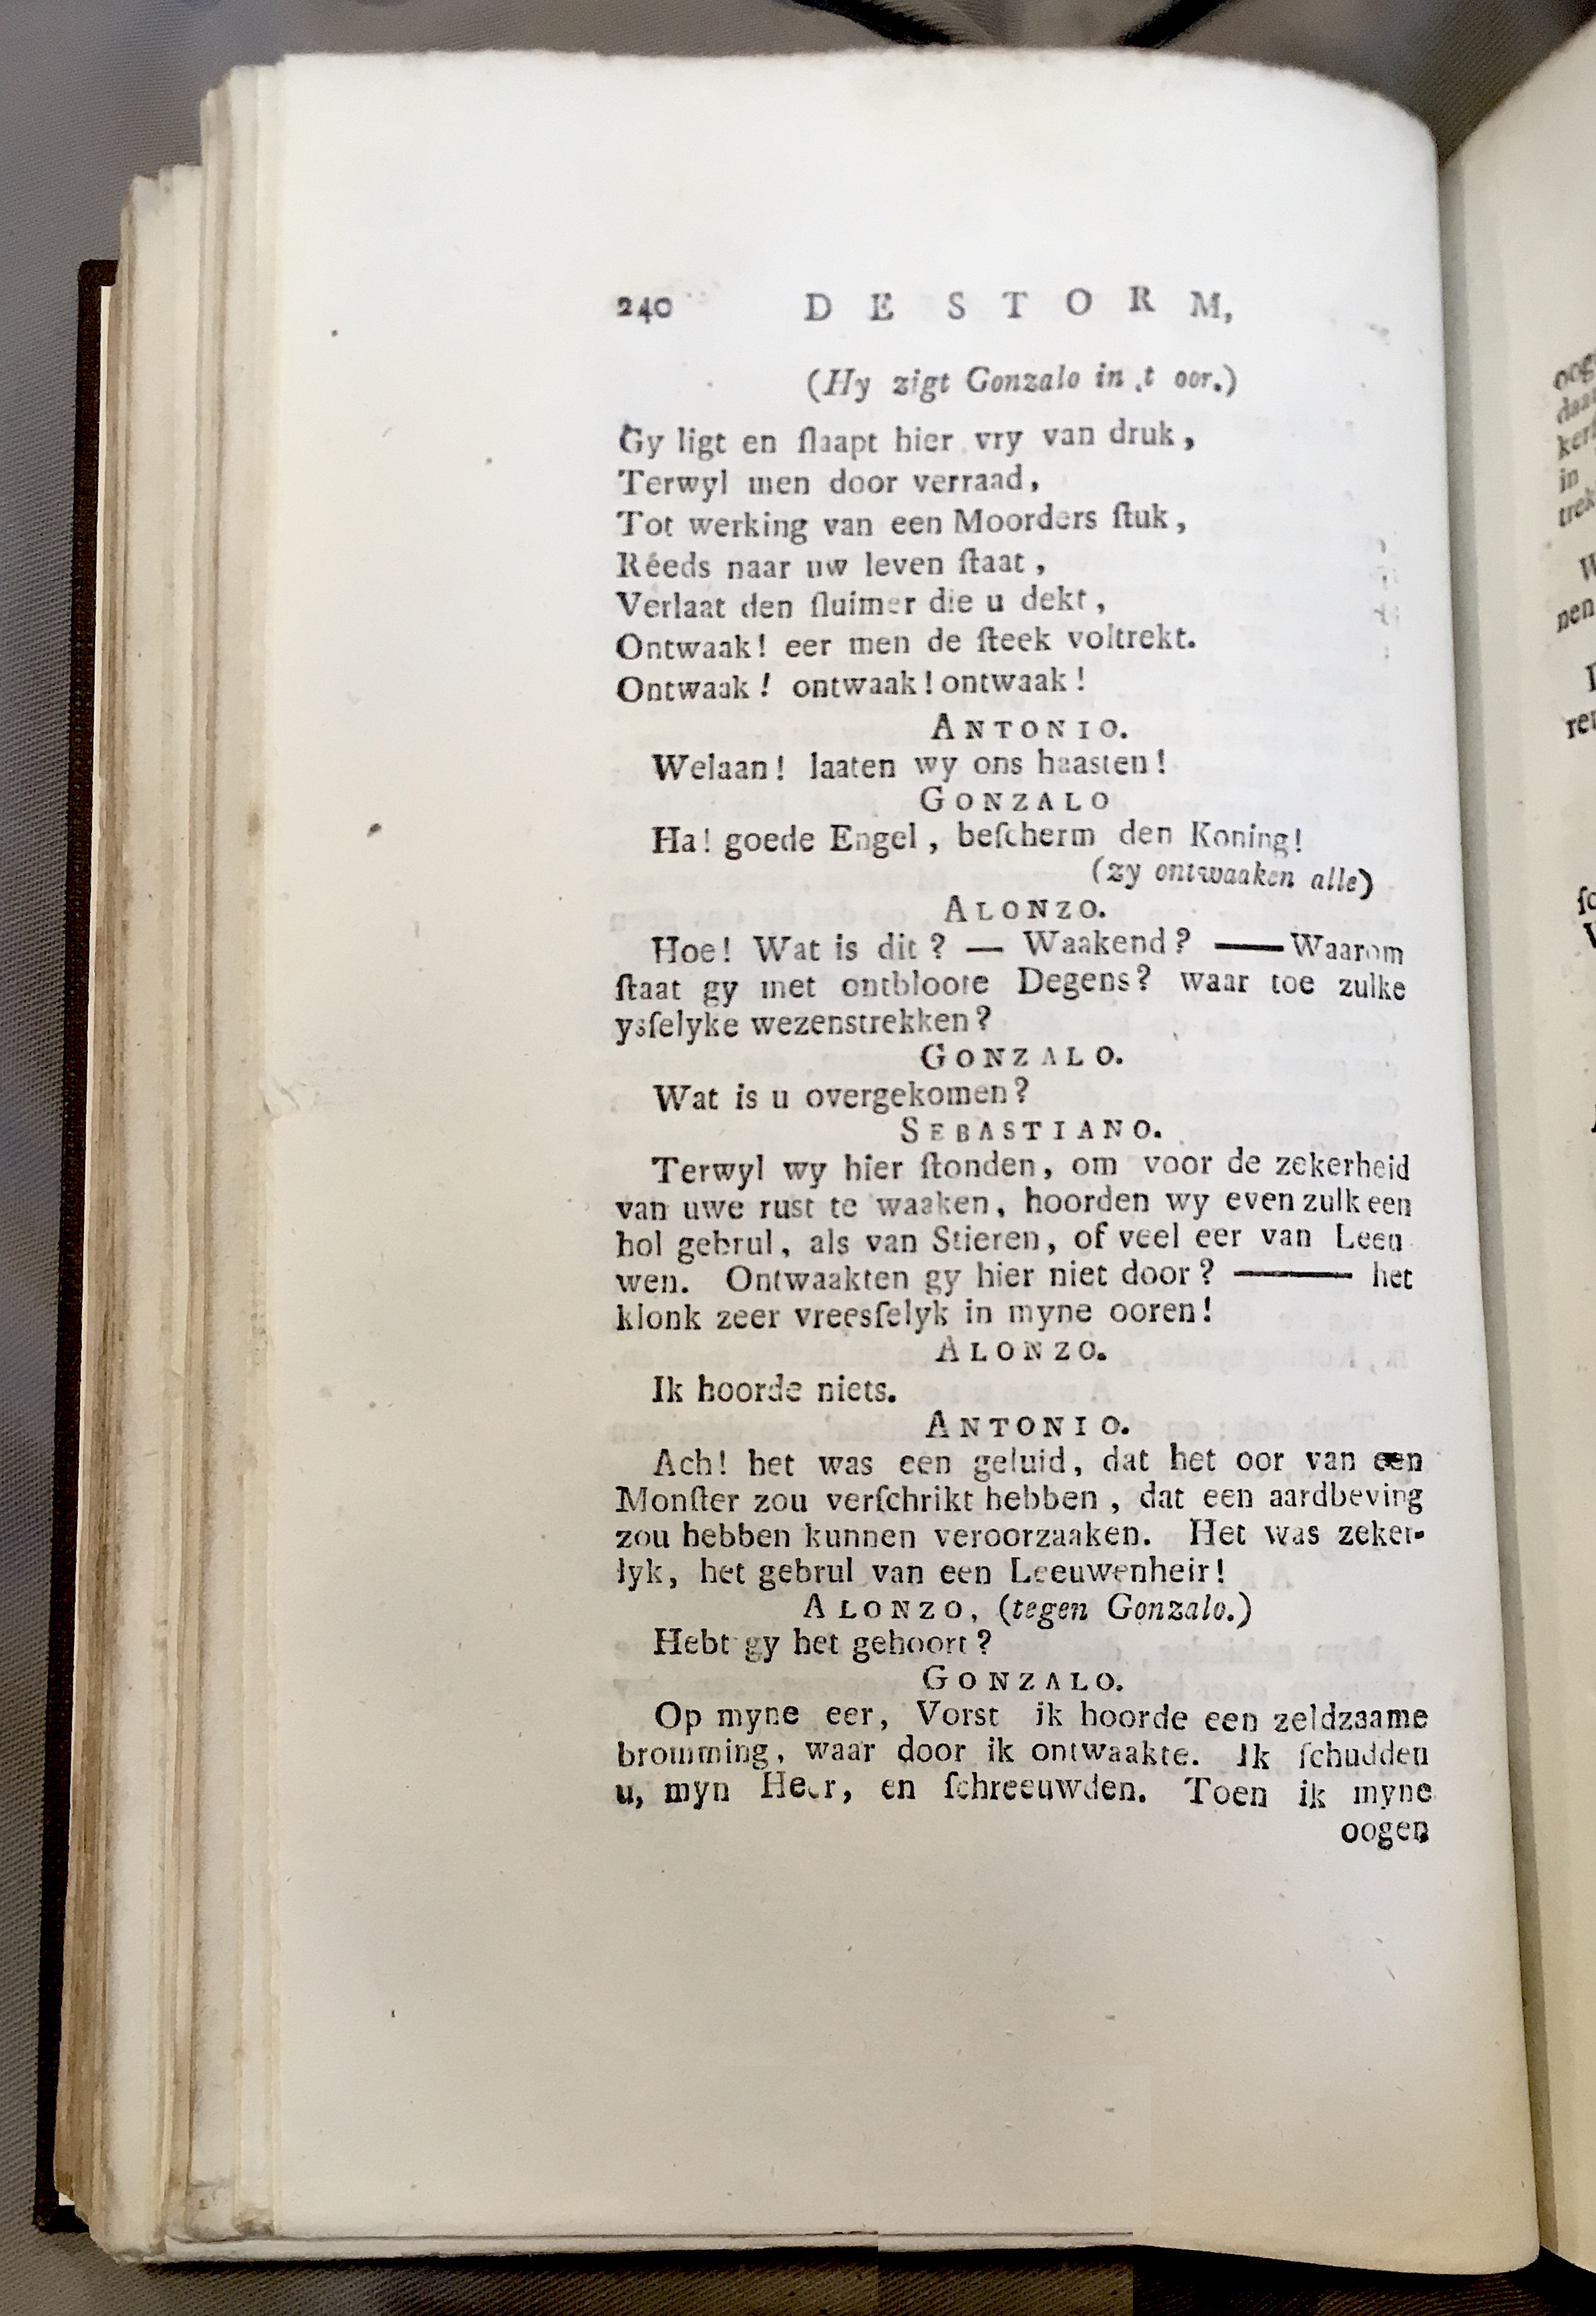 240 DE STORM,
(Hy zigt Gonzalo in 't oor.)
Gy ligt en ſlaapt hier vry van druk,
Terwyl men door verraad,
Tot werking van een Moorders ſtuk,
Réeds naar uw leven ſtaat,
Verlaat den ſluimer die u dekt,
Ontwaak! eer men de ſteek voltrekt.
Ontwaak! ontwaak! ontwaak!
ANTONIO.
Welaan! laaten wy ons haasten!
GONZALO
Ha! goede Engel, beſcherm den Koning!
(zy ontwaaken alle)
ALONZO.
Hoe! Wat is dit? — Waakend? —— Waarom
ſtaat gy met ontbloote Degens? waar toe zulke
ysſelyke wezenstrekken?
GONZALO.
Wat is u overgekomen?
SEBASTIANO.
Terwyl wy hier ſtonden, om voor de zekerheid
van uwe rust te waaken, hoorden wy even zulk een
hol gebrul, als van Stieren, of veel eer van Leeu
wen. Ontwaakten gy hier niet door? ——— het
klonk zeer vreesſelyk in myne ooren!
ALONZO.
Ik hoorde niets.
ANTONIO.
Ach! het was een geluid, dat het oor van een
Monſter zou verſchrikt hebben, dat een aardbeving
zou hebben kunnen veroorzaaken. Het was zeker-
lyk, het gebrul van een Leeuwenheir!
ALONZO, (tegen Gonzalo.)
Hebt gy het gehoort?
GONZALO.
Op myne eer, Vorst ik hoorde een zeldzaame
bromming, waar door ik ontwaakte. Ik ſchudden
u, myn Heer, en ſchreeuwden. Toen ik myne
oogen